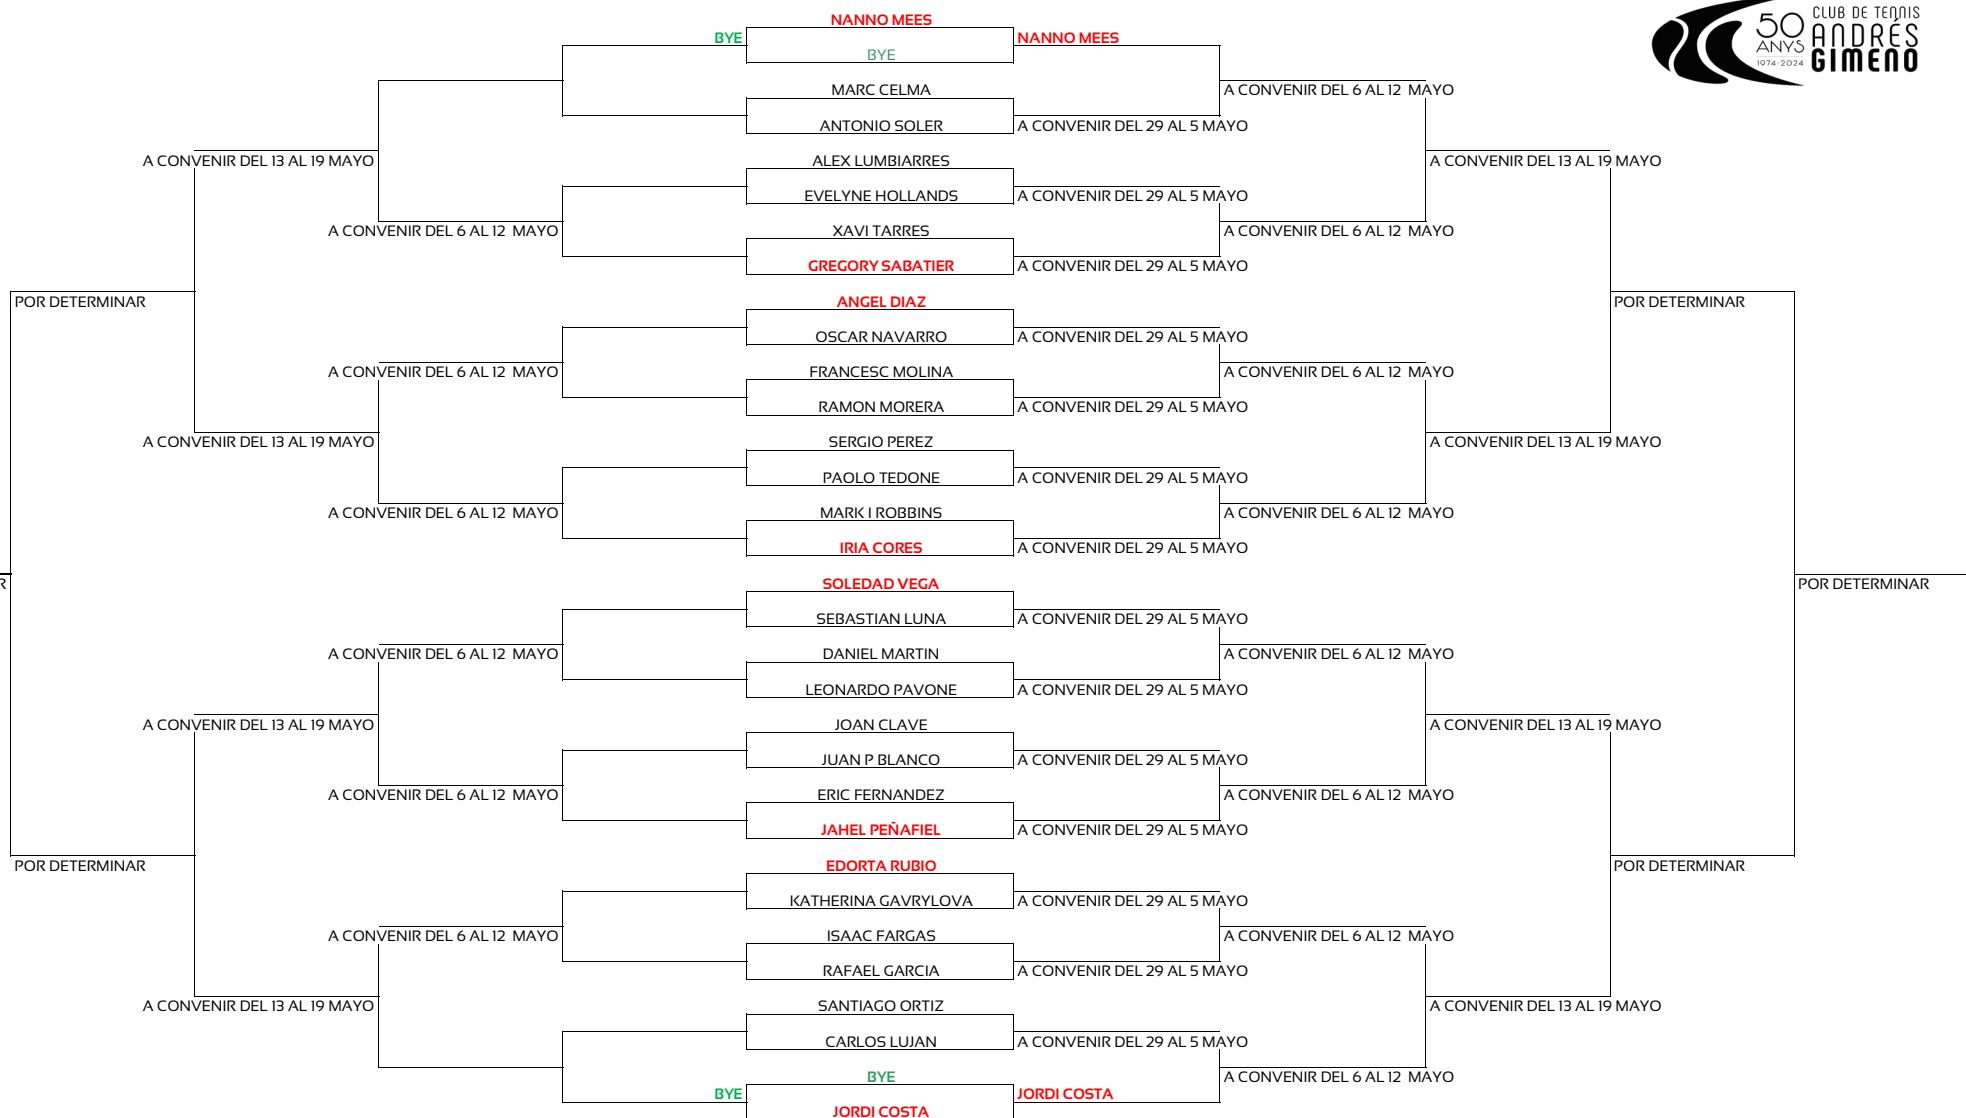 CLUB DE TENNIS
50 ANDRÉS
ANYS
1974-2024 GIMENO
NANNO MEES
BYE NANNO MEES
BYE
MARC CELMA A CONVENIR DEL 6 AL 12 MAYO
ANTONIO SOLER A CONVENIR DEL 29 AL 5 MAYO
A CONVENIR DEL 13 AL 19 MAYO ALEX LUMBIARRES A CONVENIR DEL 13 AL 19 MAYO
EVELYNE HOLLANDS A CONVENIR DEL 29 AL 5 MAYO
A CONVENIR DEL 6 AL 12 MAYO XAVI TARRES A CONVENIR DEL 6 AL 12 MAYO
GREGORY SABATIER A CONVENIR DEL 29 AL 5 MAYO
POR DETERMINAR ANGEL DIAZ POR DETERMINAR
OSCAR NAVARRO A CONVENIR DEL 29 AL 5 MAYO
A CONVENIR DEL 6 AL 12 MAYO FRANCESC MOLINA A CONVENIR DEL 6 AL 12 MAYO
RAMON MORERA A CONVENIR DEL 29 AL 5 MAYO
A CONVENIR DEL 13 AL 19 MAYO SERGIO PEREZ A CONVENIR DEL 13 AL 19 MAYO
PAOLO TEDONE A CONVENIR DEL 29 AL 5 MAYO
A CONVENIR DEL 6 AL 12 MAYO MARK I ROBBINS A CONVENIR DEL 6 AL 12 MAYO
IRIA CORES A CONVENIR DEL 29 AL 5 MAYO
R SOLEDAD VEGA POR DETERMINAR
SEBASTIAN LUNA A CONVENIR DEL 29 AL 5 MAYO
A CONVENIR DEL 6 AL 12 MAYO DANIEL MARTIN A CONVENIR DEL 6 AL 12 MAYO
LEONARDO PAVONE A CONVENIR DEL 29 AL 5 MAYO
A CONVENIR DEL 13 AL 19 MAYO JOAN CLAVE A CONVENIR DEL 13 AL 19 MAYO
JUAN P BLANCO A CONVENIR DEL 29 AL 5 MAYO
A CONVENIR DEL 6 AL 12 MAYO ERIC FERNANDEZ A CONVENIR DEL 6 AL 12 MAYO
JAHEL PEÑAFIEL A CONVENIR DEL 29 AL 5 MAYO
POR DETERMINAR EDORTA RUBIO POR DETERMINAR
KATHERINA GAVRYLOVA A CONVENIR DEL 29 AL 5 MAYO
A CONVENIR DEL 6 AL 12 MAYO ISAAC FARGAS A CONVENIR DEL 6 AL 12 MAYO
RAFAEL GARCIA A CONVENIR DEL 29 AL 5 MAYO
A CONVENIR DEL 13 AL 19 MAYO SANTIAGO ORTIZ A CONVENIR DEL 13 AL 19 MAYO
CARLOS LUJAN A CONVENIR DEL 29 AL 5 MAYO
BYE A CONVENIR DEL 6 AL 12 MAYO
BYE JORDI COSTA
JORDI COSTA